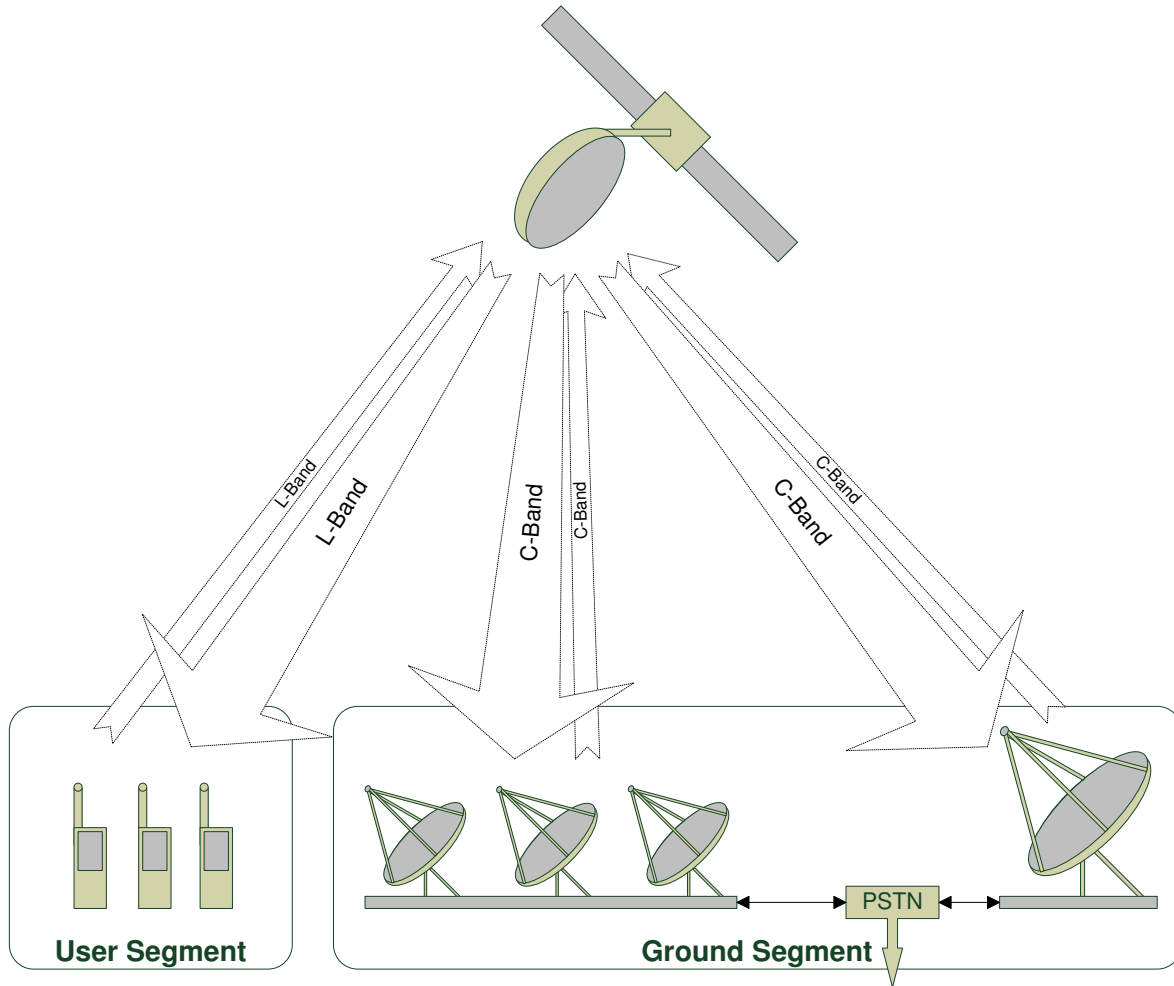 L-Band
L-Band
C-Band
C-Band
C-Band
C-Band
PSTN
User Segment
Ground Segment